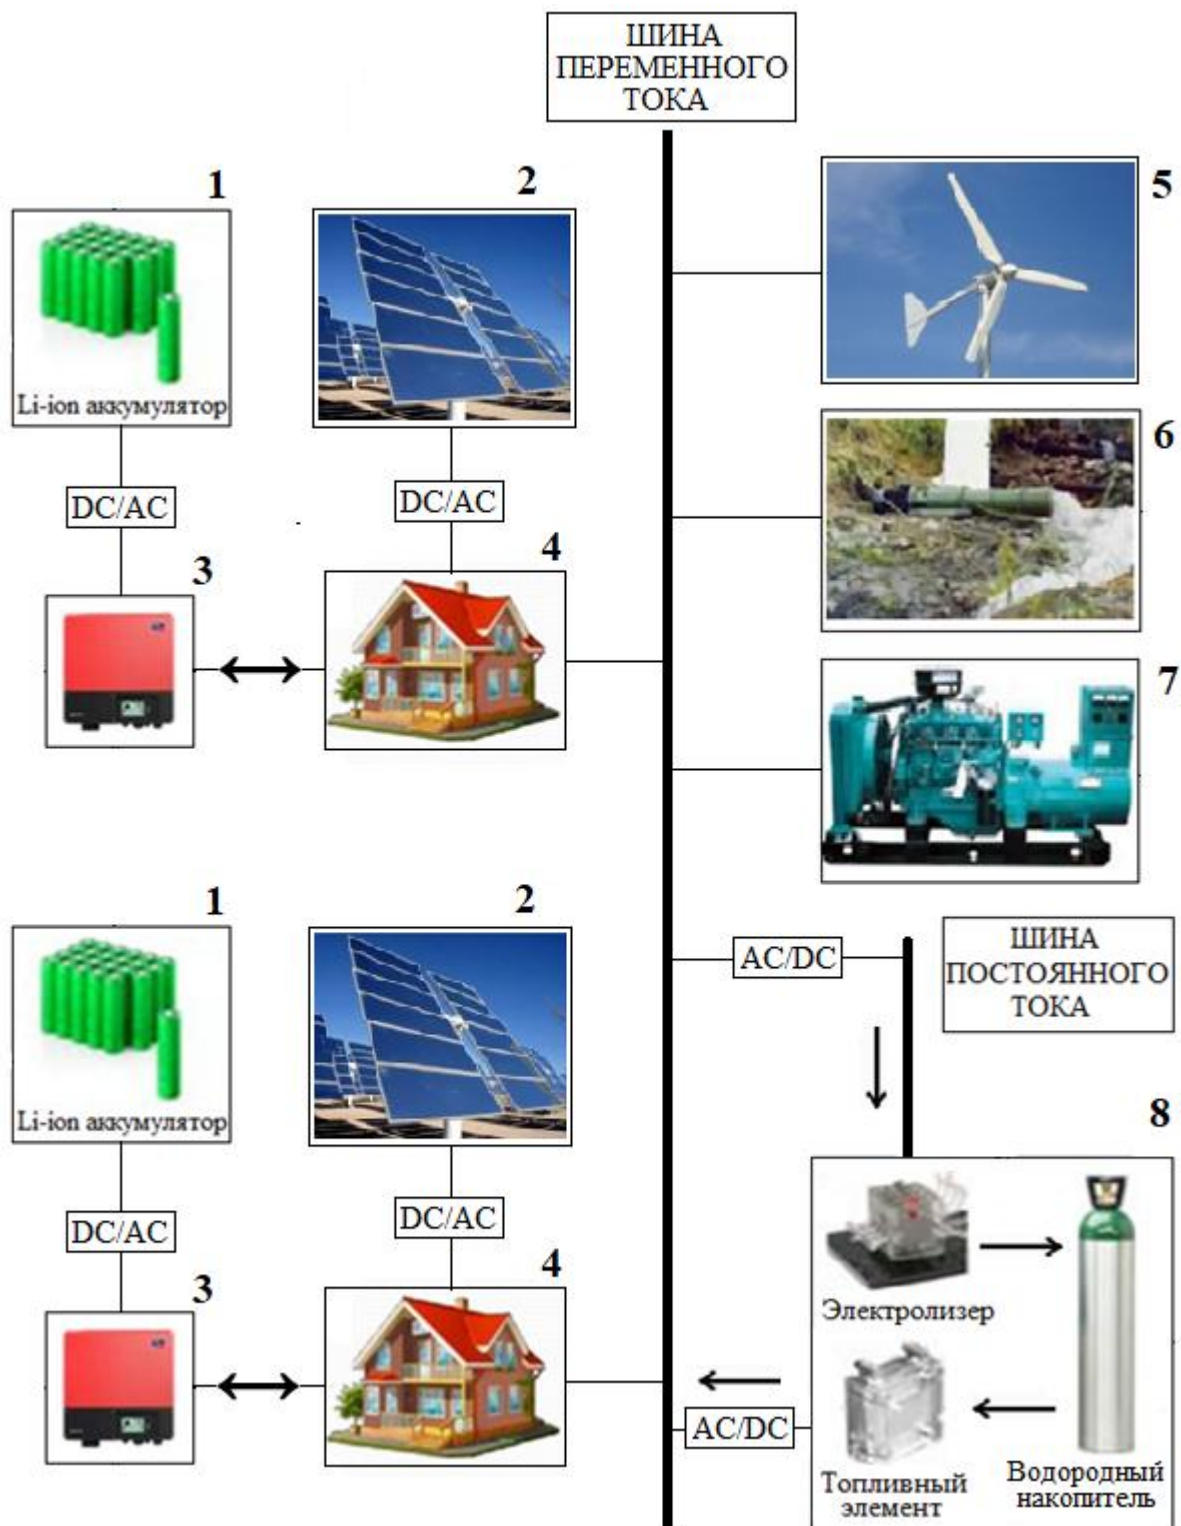 ШИНА
ПЕРЕМЕННОГО
ТОКА
1
2
5
Li-ion аккумулятор
6
DC/AC
DC/AC
3
4
7
1
2
ШИНА
ПОСТОЯННОГО
ТОКА
AC/DC
Li-ion аккумулятор
8
DC/AC
DC/AC
3
4
Электролизер
AC/DC
Топливный
элемент
Водородный
накопитель